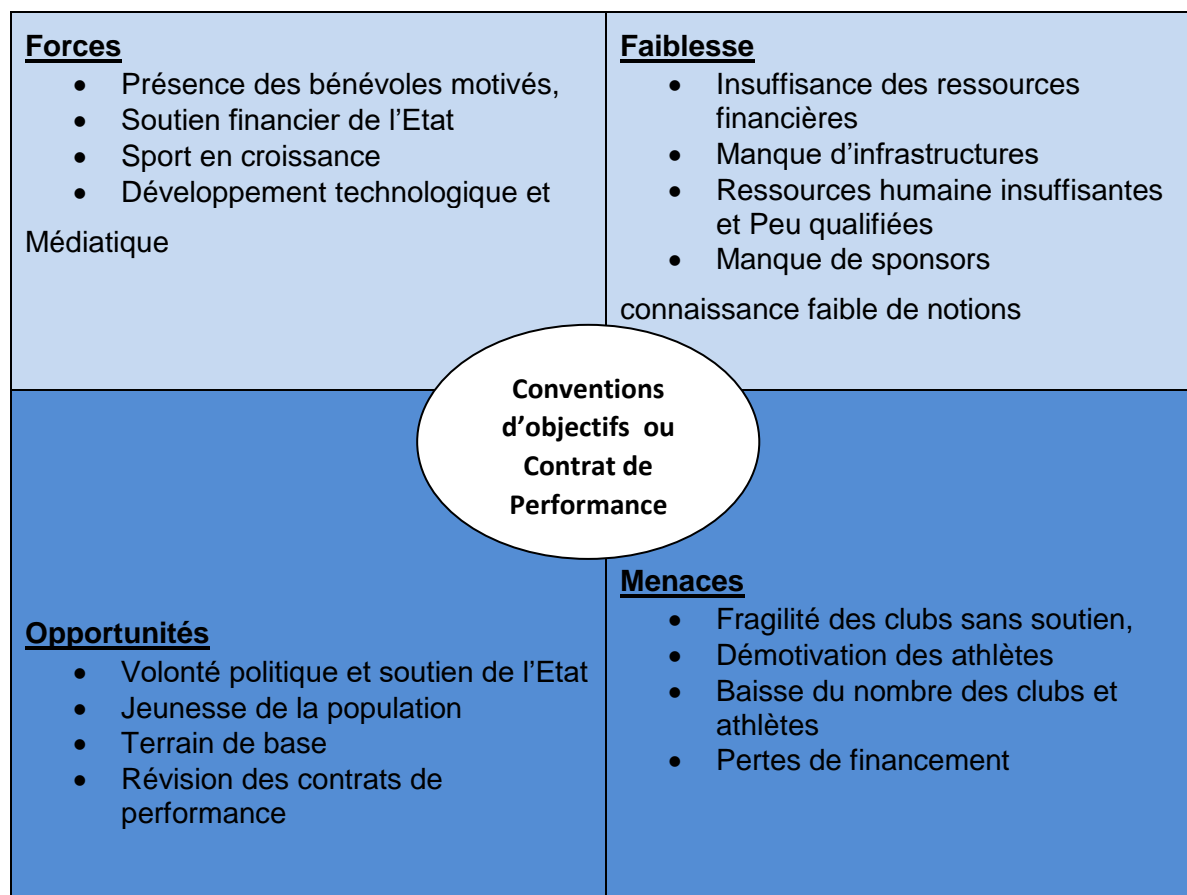 Forces
• Présence des bénévoles motivés,
• Soutien financier de l'Etat
• Sport en croissance
• Développement technologique et
Médiatique
Faiblesse
• Insuffisance des ressources
financières
• Manque d'infrastructures
• Ressources humaine insuffisantes
et Peu qualifiées
• Manque de sponsors
connaissance faible de notions
Conventions
d'objectifs ou
Contrat de
Performance
Opportunités
• Volonté politique et soutien de l'Etat
• Jeunesse de la population
• Terrain de base
• Révision des contrats de
performance
Menaces
• Fragilité des clubs sans soutien,
• Démotivation des athlètes
• Baisse du nombre des clubs et
athlètes
• Pertes de financement